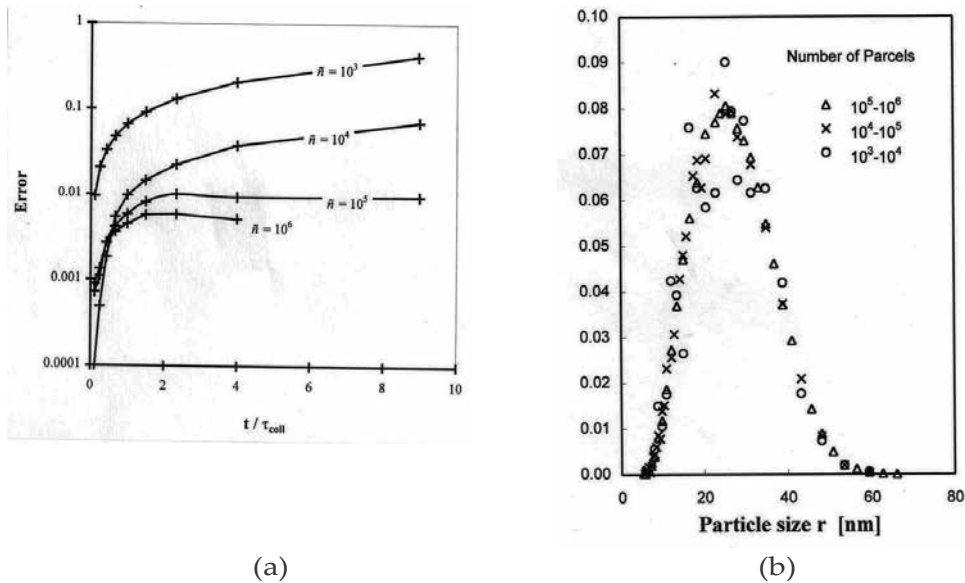 1
0.1
0.01
0.001
0.0001
Error
ñ = 10³
ñ = 10⁴
ñ = 10⁵
ñ = 10⁶
0 2 4 6 8 10
t / τcoll
(a)
0.10
0.09
0.08
0.07
0.06
0.05
0.04
0.03
0.02
0.01
0.00
Number of Parcels
△ 10⁵-10⁶
× 10⁴-10⁵
○ 10³-10⁴
0 20 40 60 80
Particle size r [nm]
(b)